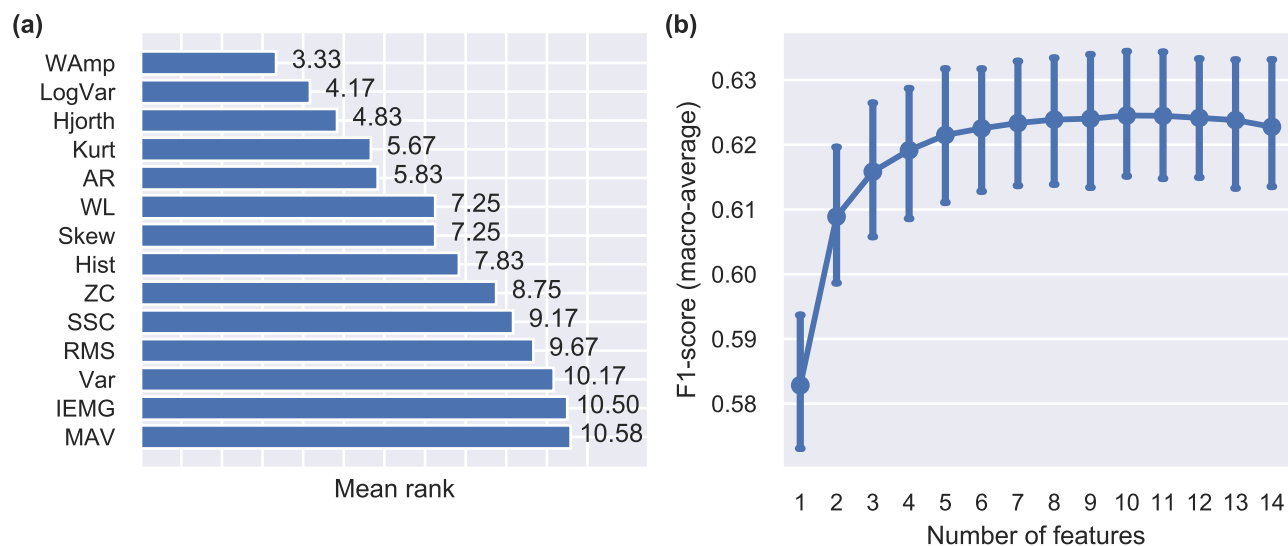 (a)
WAmp 3.33
LogVar 4.17
Hjorth 4.83
Kurt 5.67
AR 5.83
WL 7.25
Skew 7.25
Hist 7.83
ZC 8.75
SSC 9.17
RMS 9.67
Var 10.17
IEMG 10.50
MAV 10.58
Mean rank
(b)
F1-score (macro-average)
0.63
0.62
0.61
0.60
0.59
0.58
1 2 3 4 5 6 7 8 9 10 11 12 13 14
Number of features